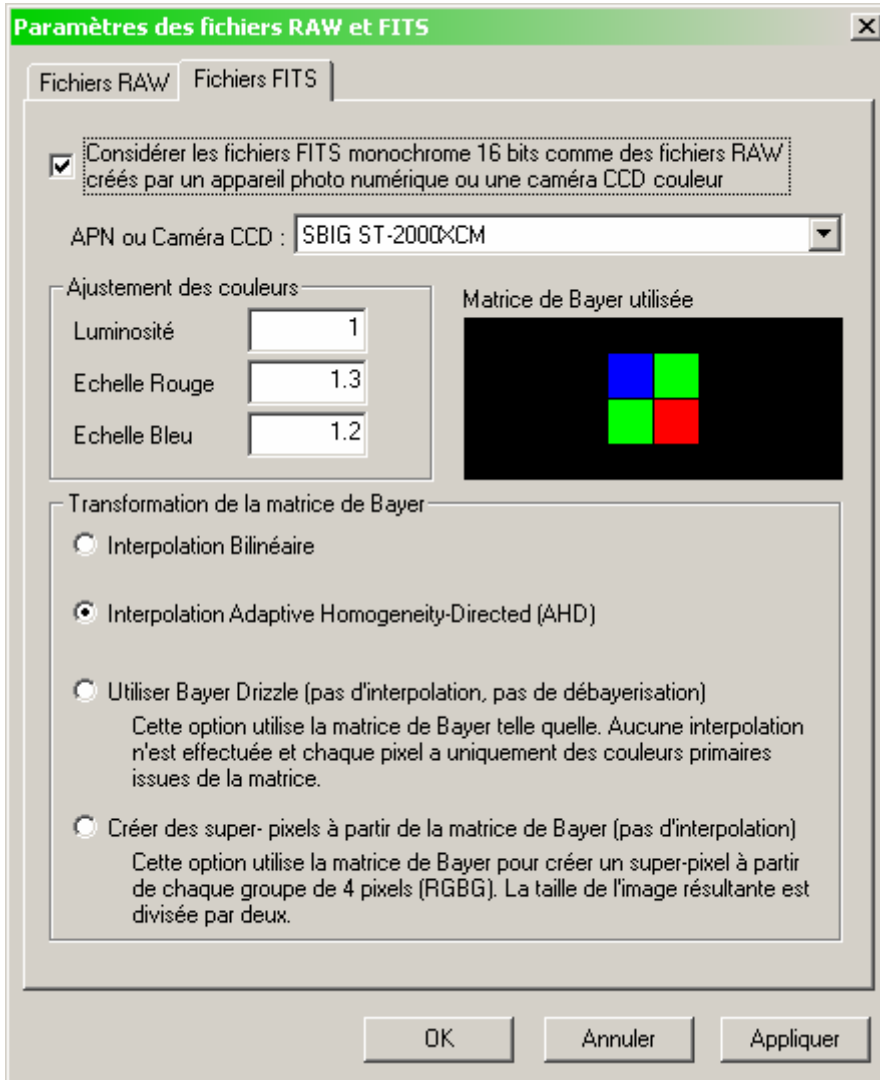 Paramètres des fichiers RAW et FITS
Fichiers RAW
Fichiers FITS
Considérer les fichiers FITS monochrome 16 bits comme des fichiers RAW
créés par un appareil photo numérique ou une caméra CCD couleur
APN ou Caméra CCD :
SBIG ST-2000XCM
Ajustement des couleurs
Luminosité
1
Echelle Rouge
1.3
Echelle Bleu
1.2
Matrice de Bayer utilisée
Transformation de la matrice de Bayer
Interpolation Bilinéaire
Interpolation Adaptive Homogeneity-Directed (AHD)
Utiliser Bayer Drizzle (pas d'interpolation, pas de débayerisation)
Cette option utilise la matrice de Bayer telle quelle. Aucune interpolation
n'est effectuée et chaque pixel a uniquement des couleurs primaires
issues de la matrice.
Créer des super- pixels à partir de la matrice de Bayer (pas d'interpolation)
Cette option utilise la matrice de Bayer pour créer un super-pixel à partir
de chaque groupe de 4 pixels (RGBG). La taille de l'image résultante est
divisée par deux.
OK
Annuler
Appliquer